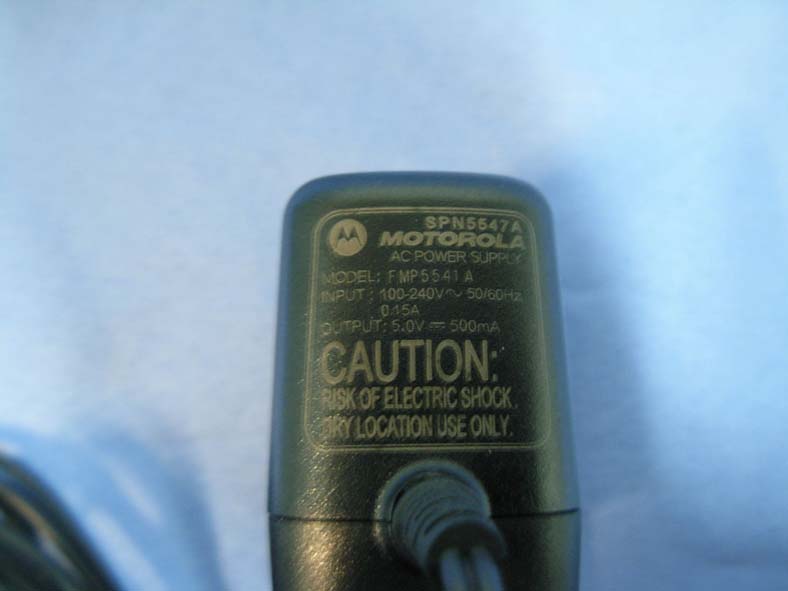 SPN5547A
MOTOROLA
AC POWER SUPPLY
MODEL: FMP5541A
INPUT : 100-240V~ 50/60Hz
0.15A
OUTPUT: 5.0V ⎓ 500mA
CAUTION:
RISK OF ELECTRIC SHOCK.
DRY LOCATION USE ONLY.